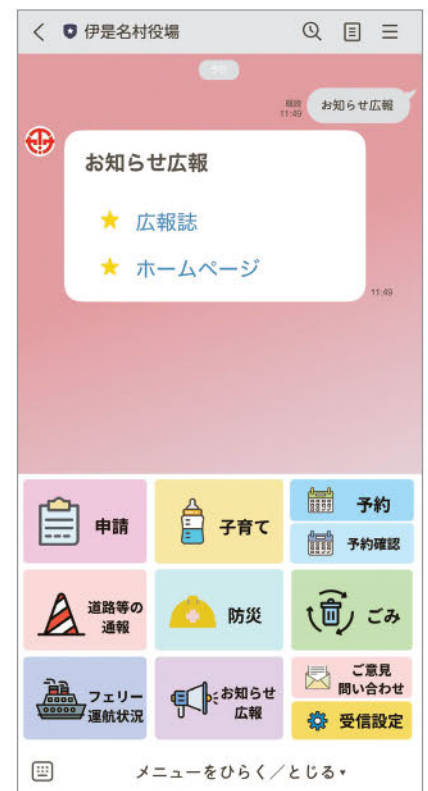 伊是名村役場
お知らせ広報
11:49
お知らせ広報
★ 広報誌
★ ホームページ
11:49
申請
子育て
予約
予約確認
道路等の
通報
防災
ごみ
フェリー
運航状況
お知らせ
広報
ご意見
問い合わせ
受信設定
メニューをひらく／とじる▾